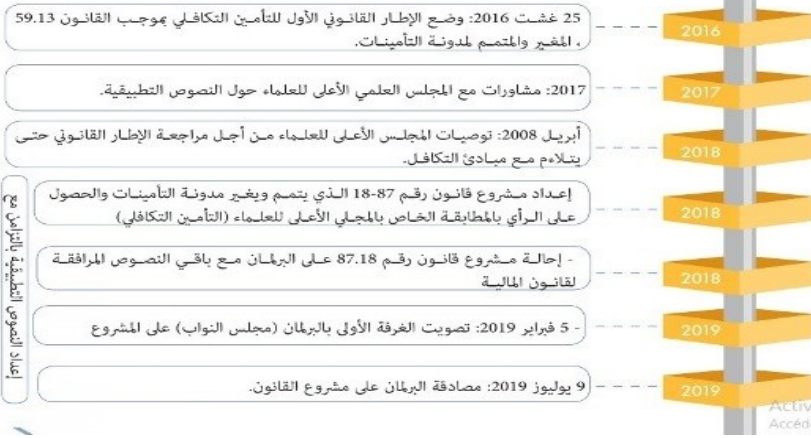 25 غشت 2016: وضع الإطار القانوني الأول للتأمين التكافلي بموجب القانون 59.13
، المغير والمتمم لمدونة التأمينات.
2016
2017: مشاورات مع المجلس العلمي الأعلى للعلماء حول النصوص التطبيقية.
2017
أبريل 2008: توصيات المجلس الأعلى للعلماء من أجل مراجعة الإطار القانوني حتى
يتلاءم مع مبادئ التكافل.
2018
إعداد مشروع قانون رقم 87-18 الذي يتمم ويغير مدونة التأمينات والحصول
على الرأي بالمطابقة الخاص بالمجلي الأعلى للعلماء (التأمين التكافلي)
2018
- إحالة مشروع قانون رقم 87.18 على البرلمان مع باقي النصوص المرافقة
لقانون المالية
2018
- 5 فبراير 2019: تصويت الغرفة الأولى بالبرلمان (مجلس النواب) على المشروع
2019
9 يوليوز 2019: مصادقة البرلمان على مشروع القانون.
2019
إعداد النصوص التطبيقية بالتزامن مع
Activ
Accéd